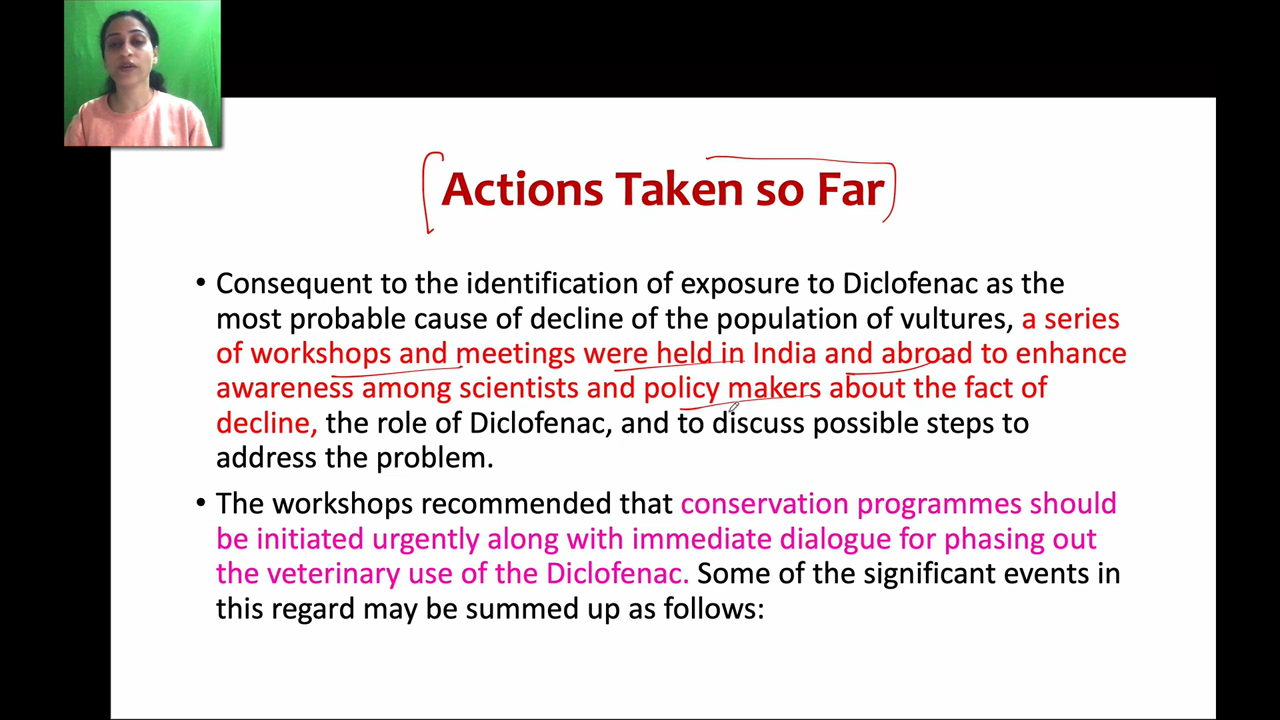 Actions Taken so Far
• Consequent to the identification of exposure to Diclofenac as the
most probable cause of decline of the population of vultures, a series
of workshops and meetings were held in India and abroad to enhance
awareness among scientists and policy makers about the fact of
decline, the role of Diclofenac, and to discuss possible steps to
address the problem.
• The workshops recommended that conservation programmes should
be initiated urgently along with immediate dialogue for phasing out
the veterinary use of the Diclofenac. Some of the significant events in
this regard may be summed up as follows: